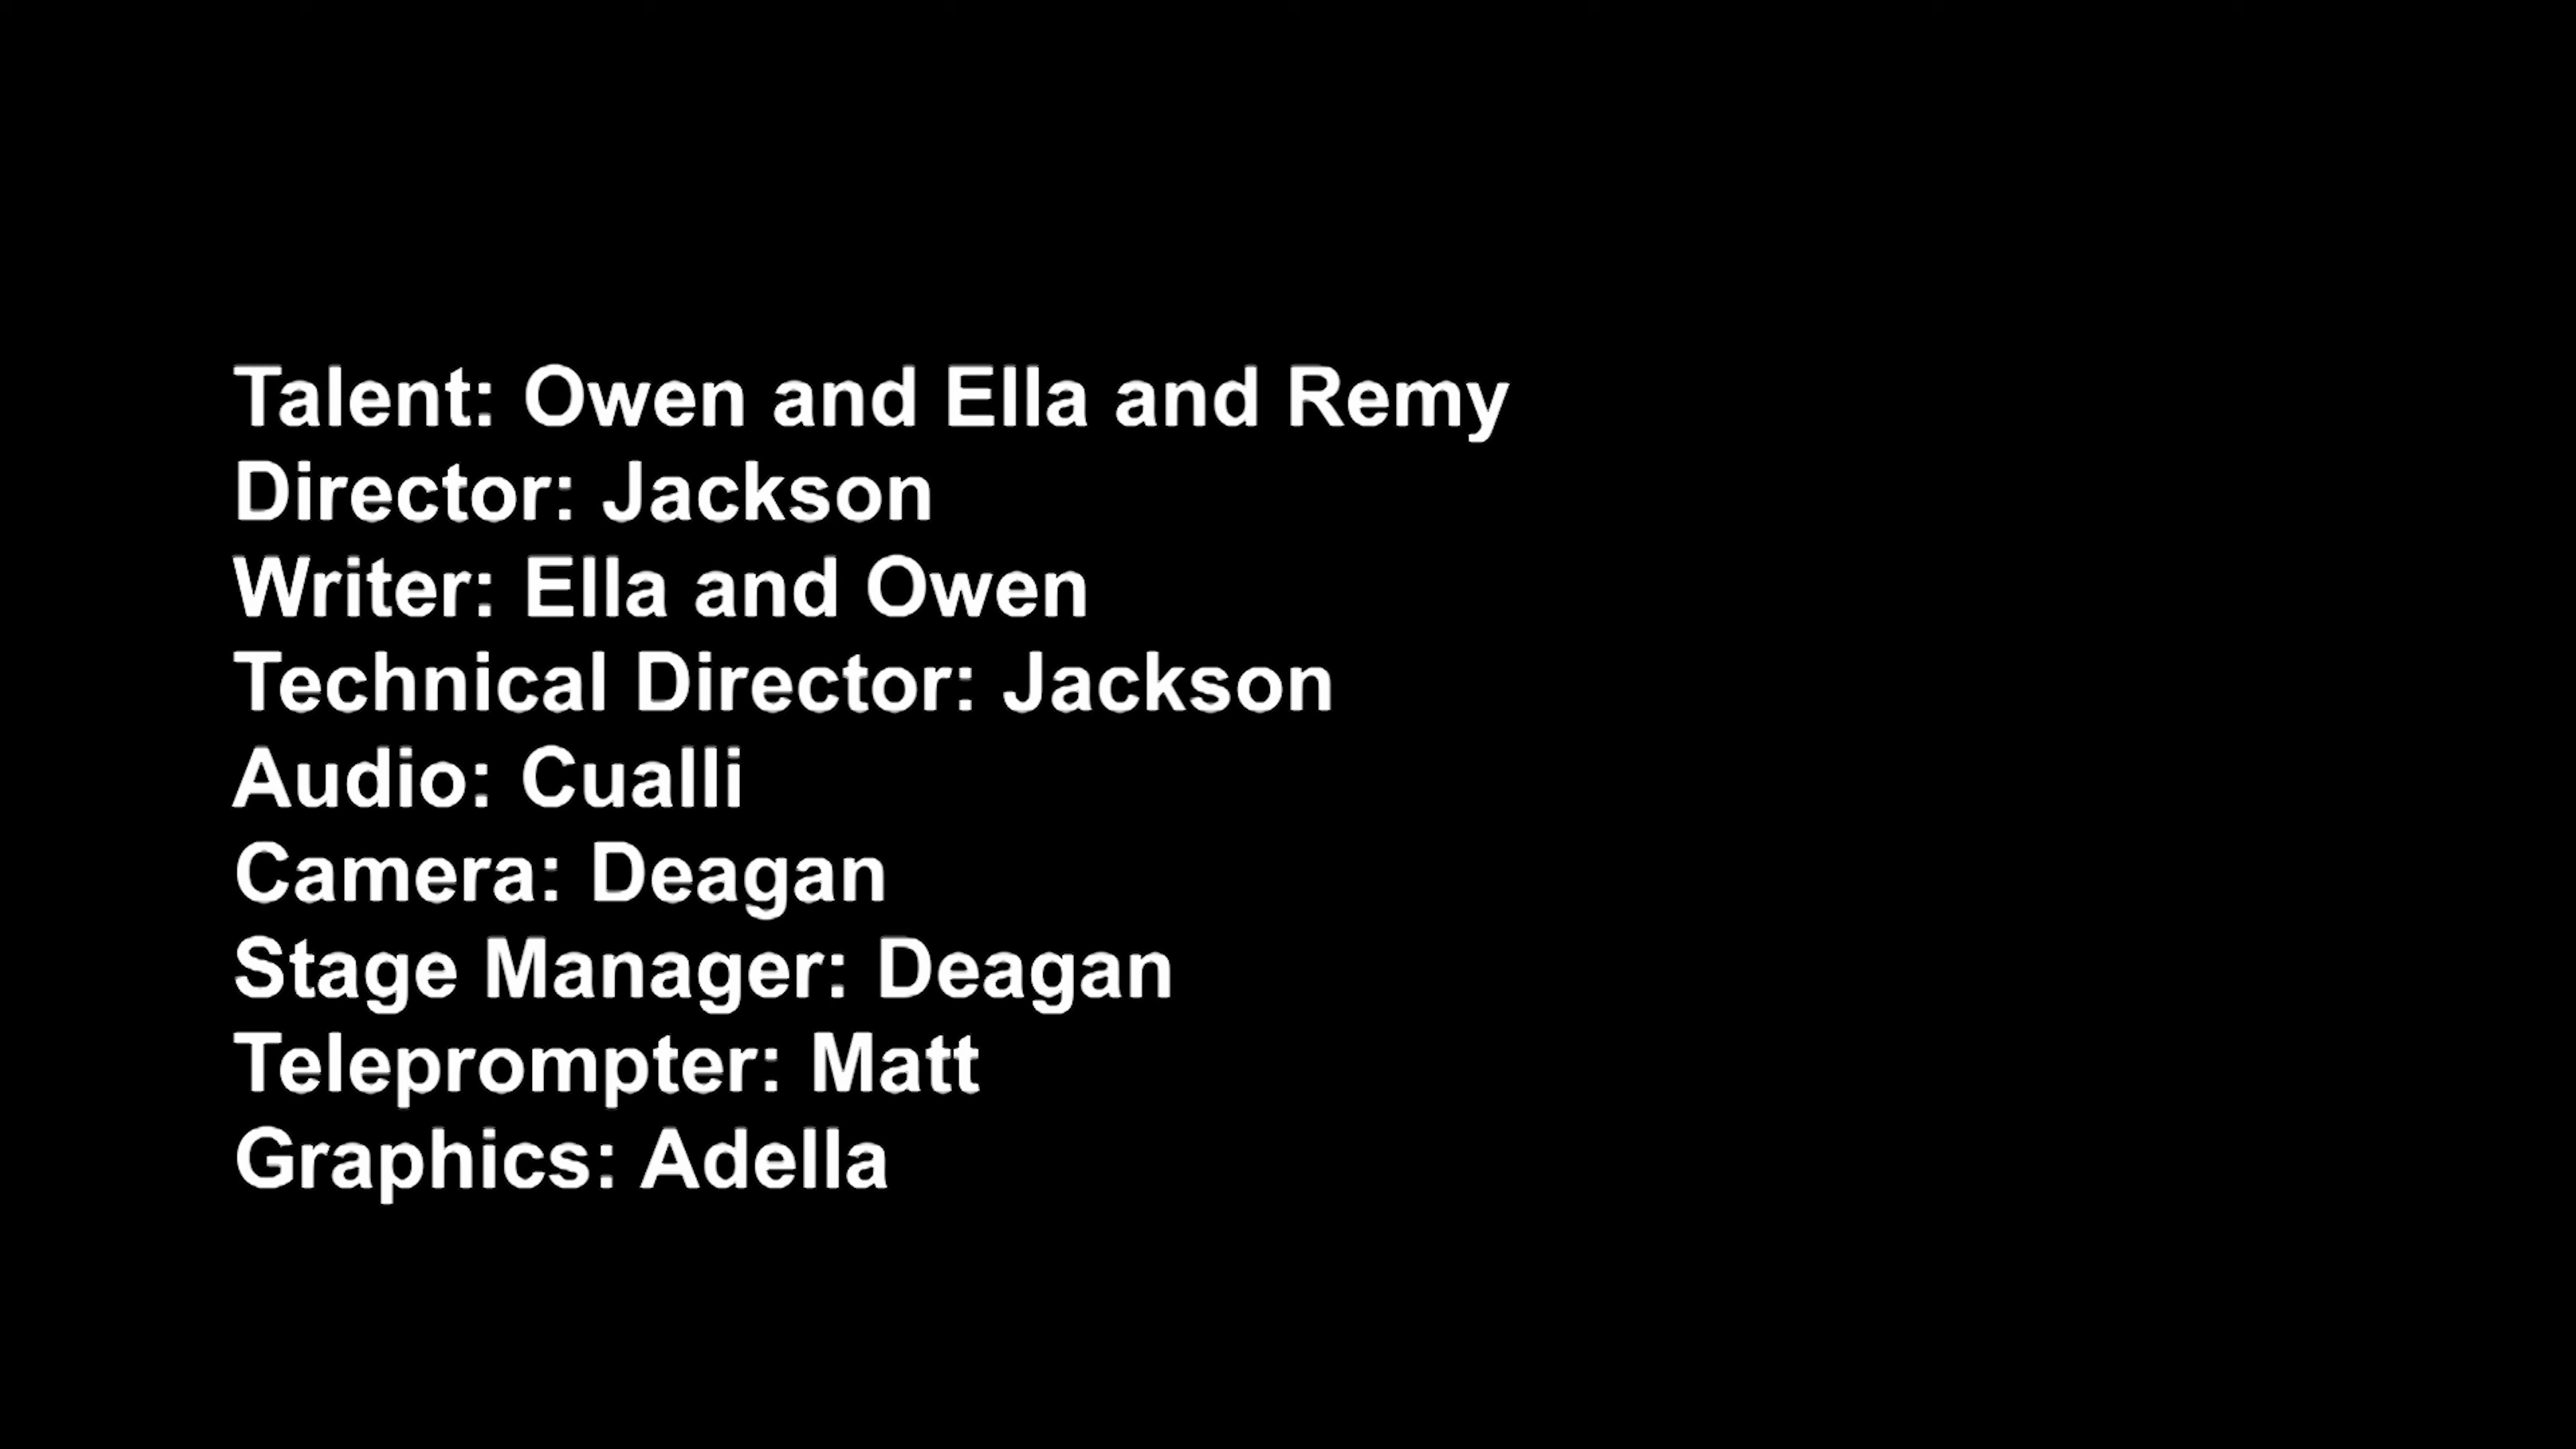 Talent: Owen and Ella and Remy
Director: Jackson
Writer: Ella and Owen
Technical Director: Jackson
Audio: Cualli
Camera: Deagan
Stage Manager: Deagan
Teleprompter: Matt
Graphics: Adella